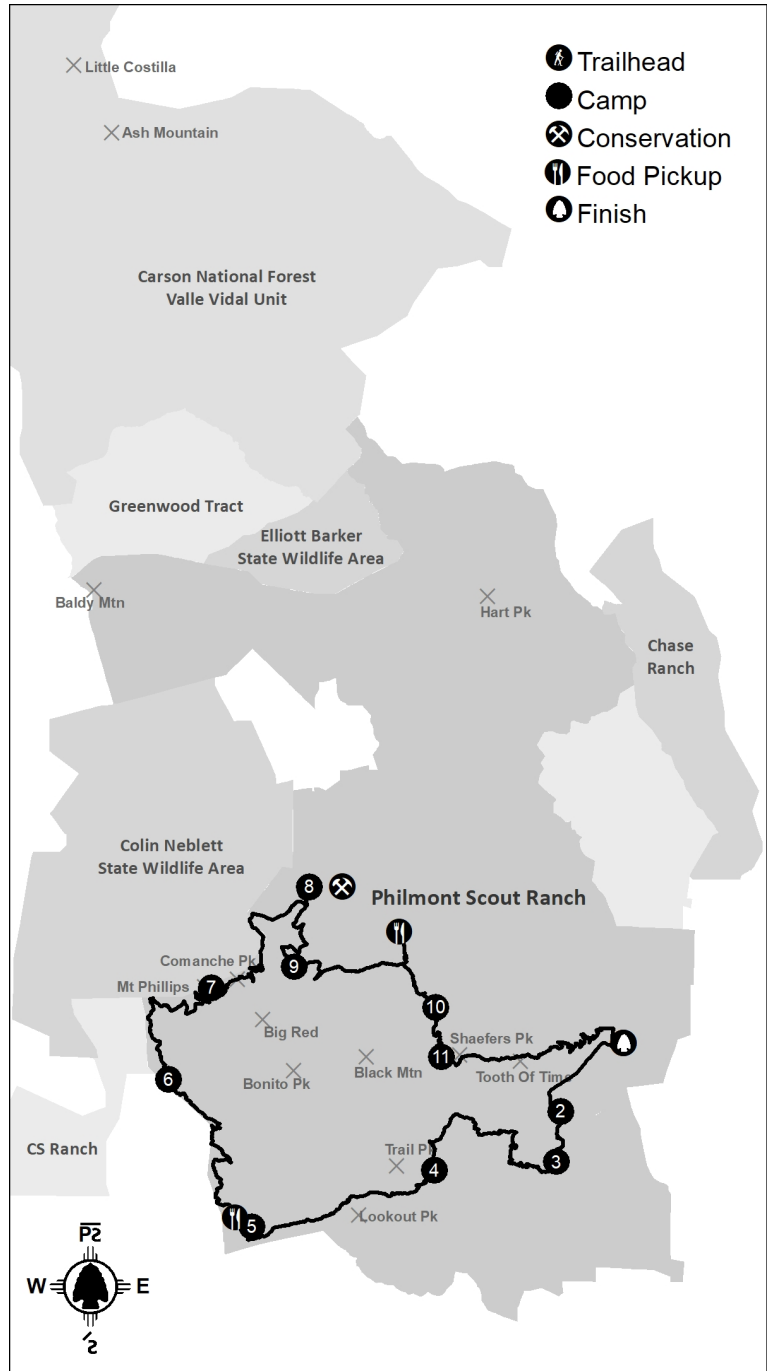 Little Costilla
Ash Mountain
Trailhead
Camp
Conservation
Food Pickup
Finish
Carson National Forest
Valle Vidal Unit
Greenwood Tract
Elliott Barker
State Wildlife Area
Baldy Mtn
Hart Pk
Chase
Ranch
Colin Neblett
State Wildlife Area
8
Philmont Scout Ranch
Comanche Pk
9
Mt Phillips
7
10
Big Red
Shaefers Pk
11
Black Mtn
Tooth Of Time
Bonito Pk
6
2
CS Ranch
Trail Pk
4
3
Lookout Pk
5
W
E